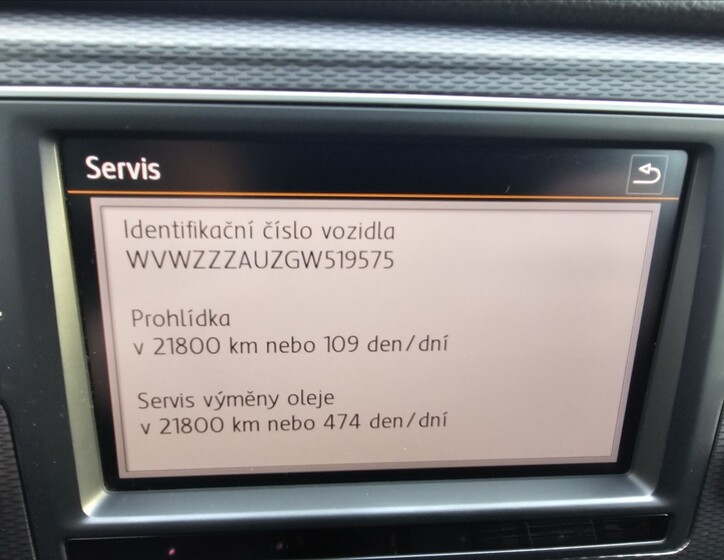 Servis
Identifikační číslo vozidla
WVWZZZAUZGW519575
Prohlídka
v 21800 km nebo 109 den/dní
Servis výměny oleje
v 21800 km nebo 474 den/dní